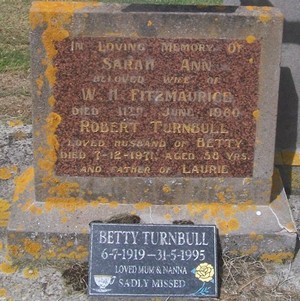 IN LOVING MEMORY OF
SARAH ANN
BELOVED WIFE OF
W. H. FITZMAURICE
DIED JUNE
ROBERT TURNBULL
LOVED HUSBAND OF BETTY
DIED 7-12-1971, AGED 58 YRS.
AND FATHER OF LAURIE
BETTY TURNBULL
6-7-1919–31-5-1995
LOVED MUM & NANNA
SADLY MISSED